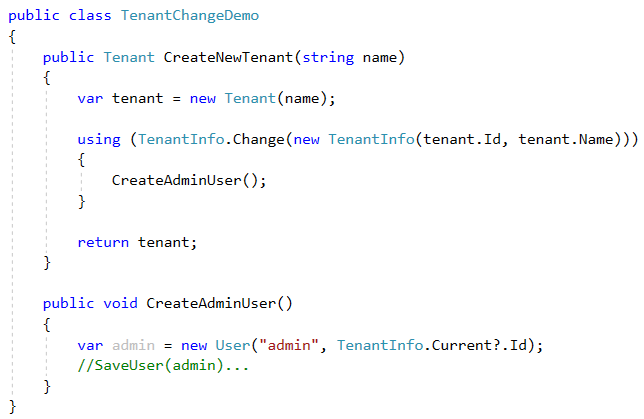 public class TenantChangeDemo
{
    public Tenant CreateNewTenant(string name)
    {
        var tenant = new Tenant(name);

        using (TenantInfo.Change(new TenantInfo(tenant.Id, tenant.Name)))
        {
            CreateAdminUser();
        }

        return tenant;
    }

    public void CreateAdminUser()
    {
        var admin = new User("admin", TenantInfo.Current?.Id);
        //SaveUser(admin)...
    }
}